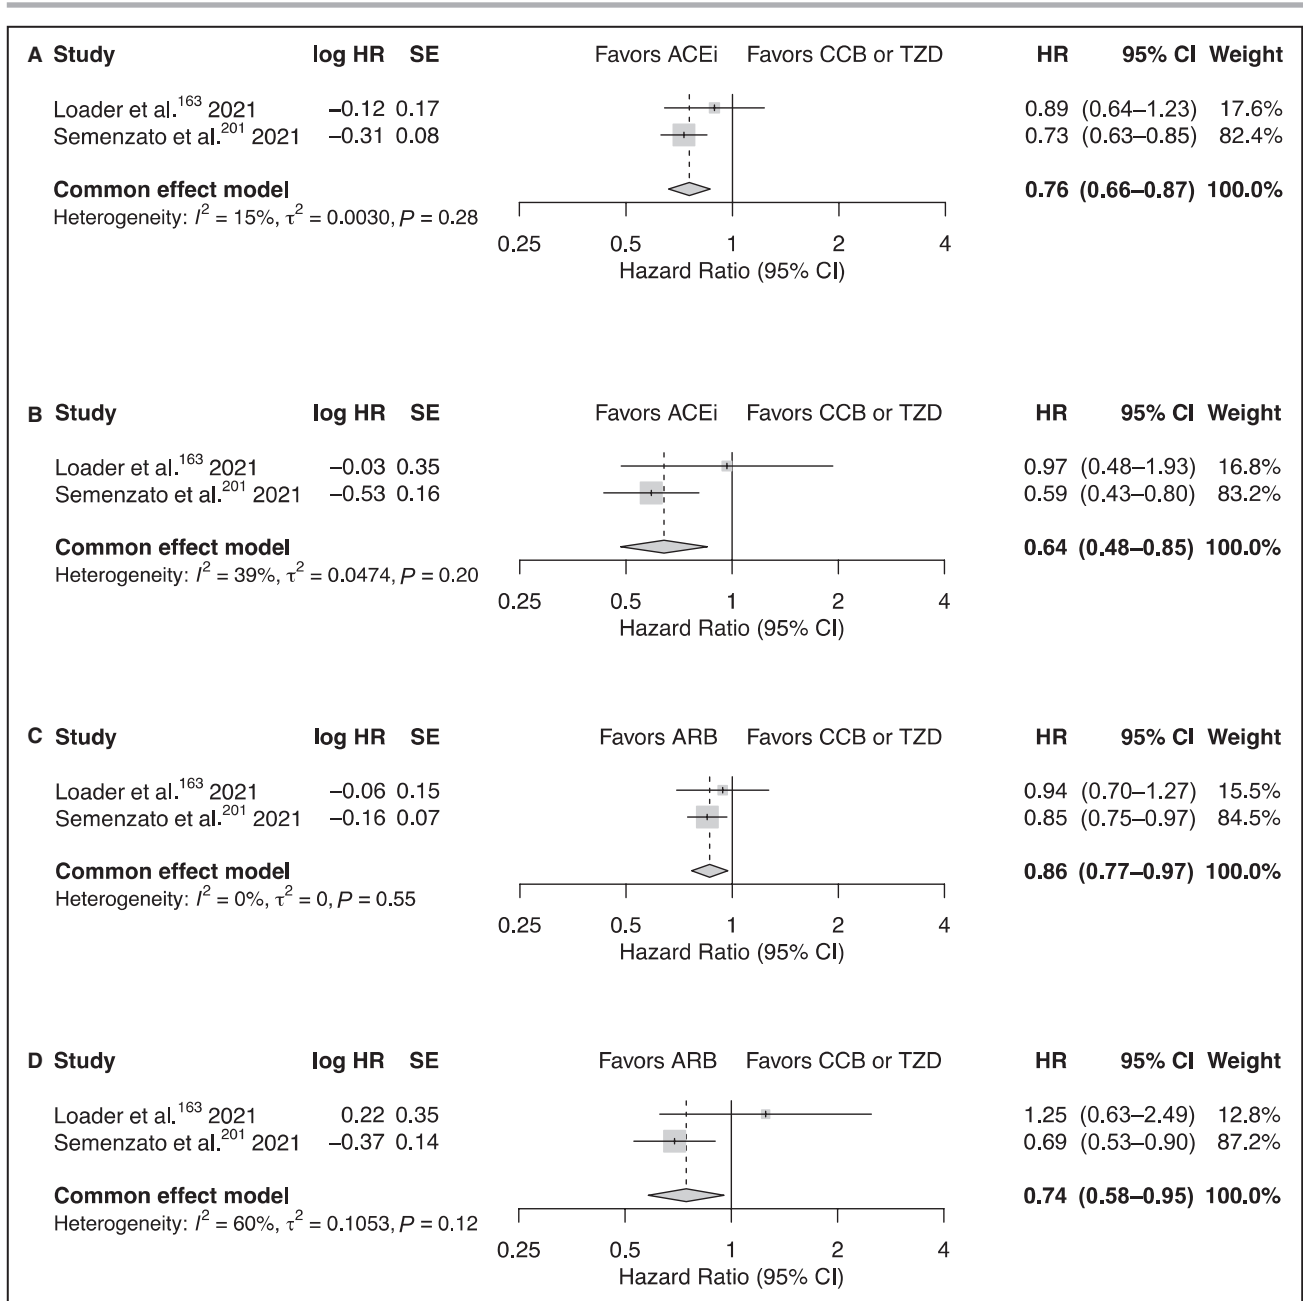 A Study log HR SE Favors ACEi Favors CCB or TZD HR 95% CI Weight
Loader et al.163 2021 −0.12 0.17 0.89 (0.64–1.23) 17.6%
Semenzato et al.201 2021 −0.31 0.08 0.73 (0.63–0.85) 82.4%
Common effect model 0.76 (0.66–0.87) 100.0%
Heterogeneity: I2 = 15%, τ2 = 0.0030, P = 0.28
0.25 0.5 1 2 4
Hazard Ratio (95% CI)
B Study log HR SE Favors ACEi Favors CCB or TZD HR 95% CI Weight
Loader et al.163 2021 −0.03 0.35 0.97 (0.48–1.93) 16.8%
Semenzato et al.201 2021 −0.53 0.16 0.59 (0.43–0.80) 83.2%
Common effect model 0.64 (0.48–0.85) 100.0%
Heterogeneity: I2 = 39%, τ2 = 0.0474, P = 0.20
0.25 0.5 1 2 4
Hazard Ratio (95% CI)
C Study log HR SE Favors ARB Favors CCB or TZD HR 95% CI Weight
Loader et al.163 2021 −0.06 0.15 0.94 (0.70–1.27) 15.5%
Semenzato et al.201 2021 −0.16 0.07 0.85 (0.75–0.97) 84.5%
Common effect model 0.86 (0.77–0.97) 100.0%
Heterogeneity: I2 = 0%, τ2 = 0, P = 0.55
0.25 0.5 1 2 4
Hazard Ratio (95% CI)
D Study log HR SE Favors ARB Favors CCB or TZD HR 95% CI Weight
Loader et al.163 2021 0.22 0.35 1.25 (0.63–2.49) 12.8%
Semenzato et al.201 2021 −0.37 0.14 0.69 (0.53–0.90) 87.2%
Common effect model 0.74 (0.58–0.95) 100.0%
Heterogeneity: I2 = 60%, τ2 = 0.1053, P = 0.12
0.25 0.5 1 2 4
Hazard Ratio (95% CI)